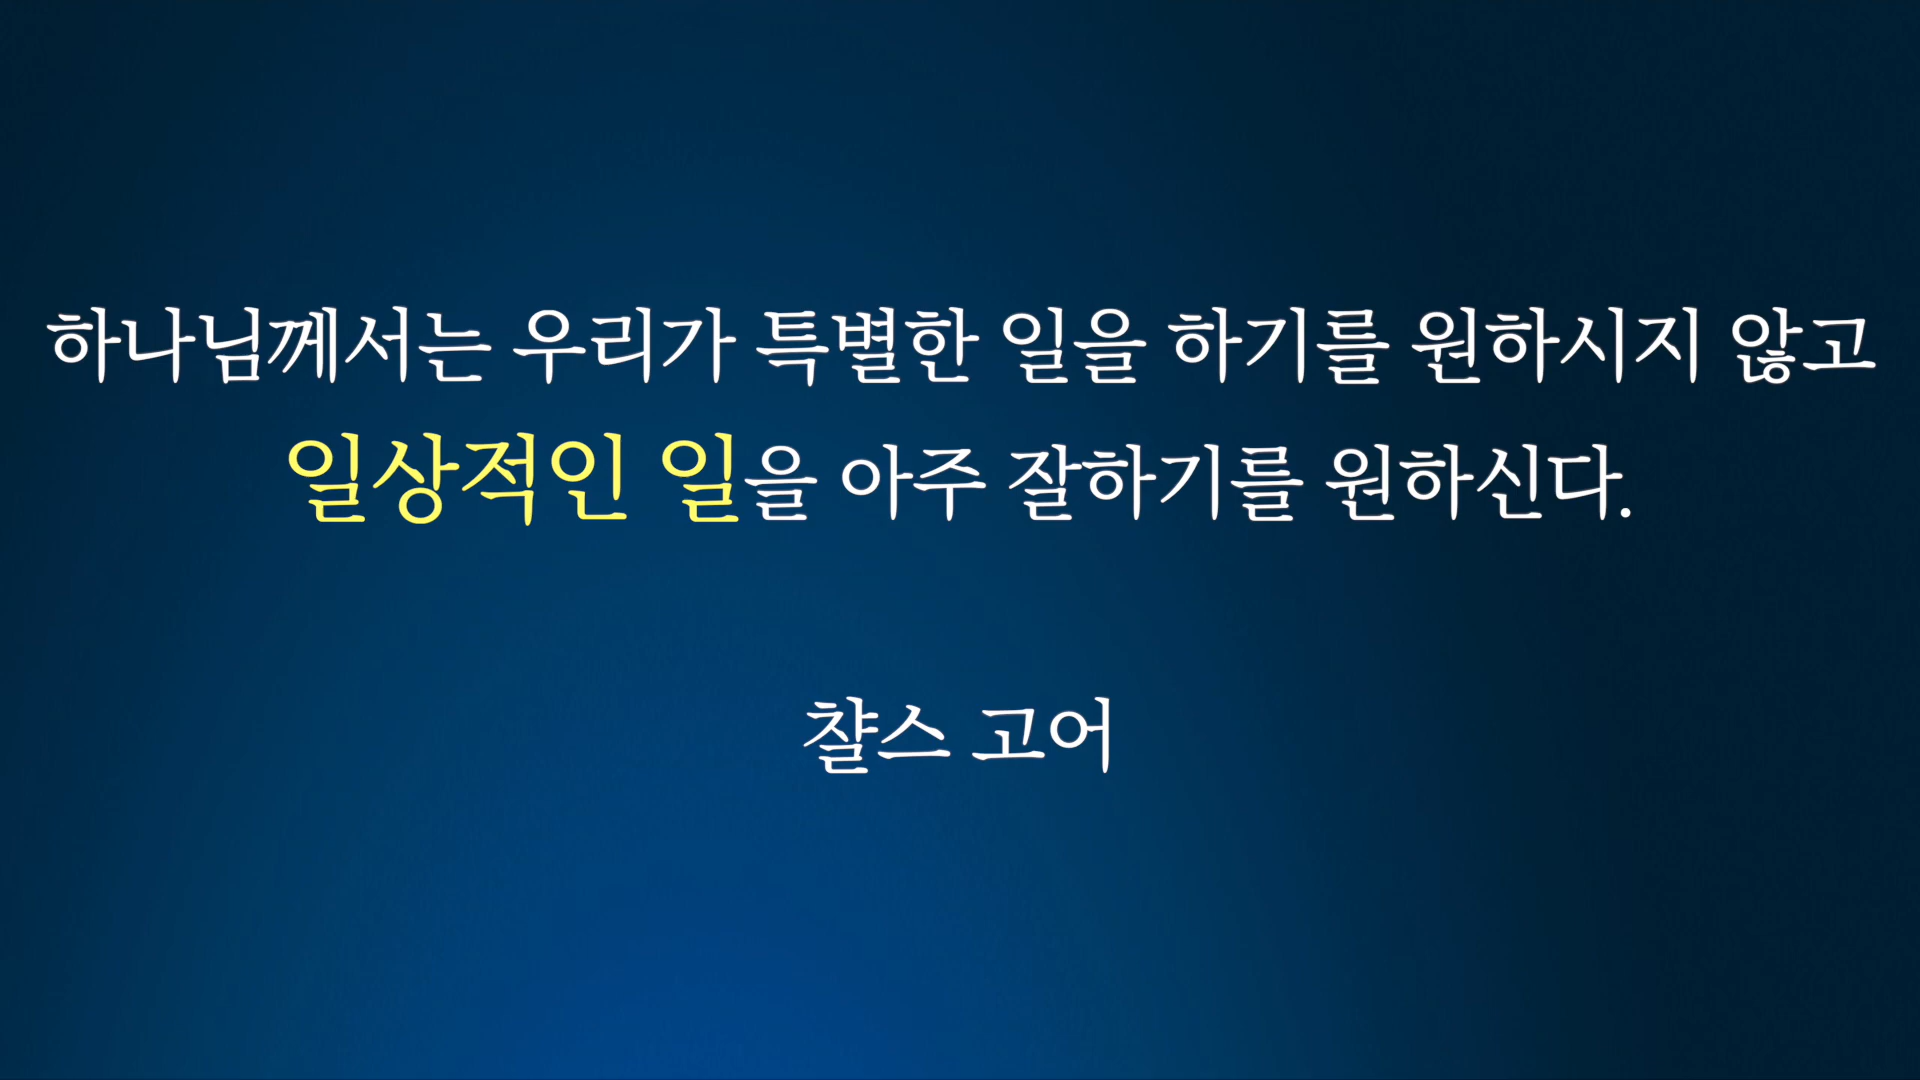 하나님께서는 우리가 특별한 일을 하기를 원하시지 않고
일상적인 일을 아주 잘하기를 원하신다.
챨스 고어